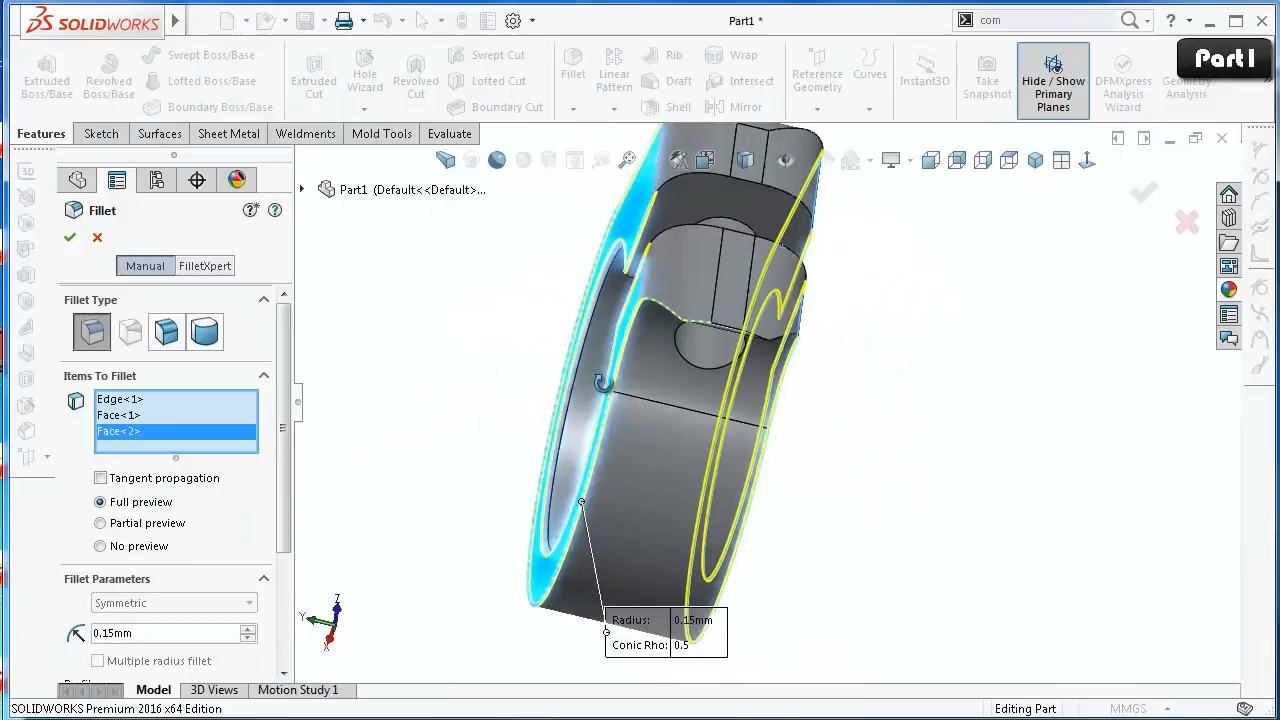 SOLIDWORKS
Part1 *
com
Part1
Extruded Boss/Base
Revolved Boss/Base
Swept Boss/Base
Lofted Boss/Base
Boundary Boss/Base
Extruded Cut
Hole Wizard
Revolved Cut
Swept Cut
Lofted Cut
Boundary Cut
Fillet
Linear Pattern
Rib
Draft
Shell
Wrap
Intersect
Mirror
Reference Geometry
Curves
Instant3D
Take Snapshot
Hide / Show Primary Planes
DFMXpress Analysis Wizard
Geometry Analysis
Features
Sketch
Surfaces
Sheet Metal
Weldments
Mold Tools
Evaluate
Part1 (Default<<Default>...
Fillet
Manual
FilletXpert
Fillet Type
Items To Fillet
Edge<1>
Face<1>
Face<2>
Tangent propagation
Full preview
Partial preview
No preview
Fillet Parameters
Symmetric
0.15mm
Multiple radius fillet
Radius: 0.15mm
Conic Rho: 0.5
Z
Y
X
Model
3D Views
Motion Study 1
SOLIDWORKS Premium 2016 x64 Edition
Editing Part
MMGS